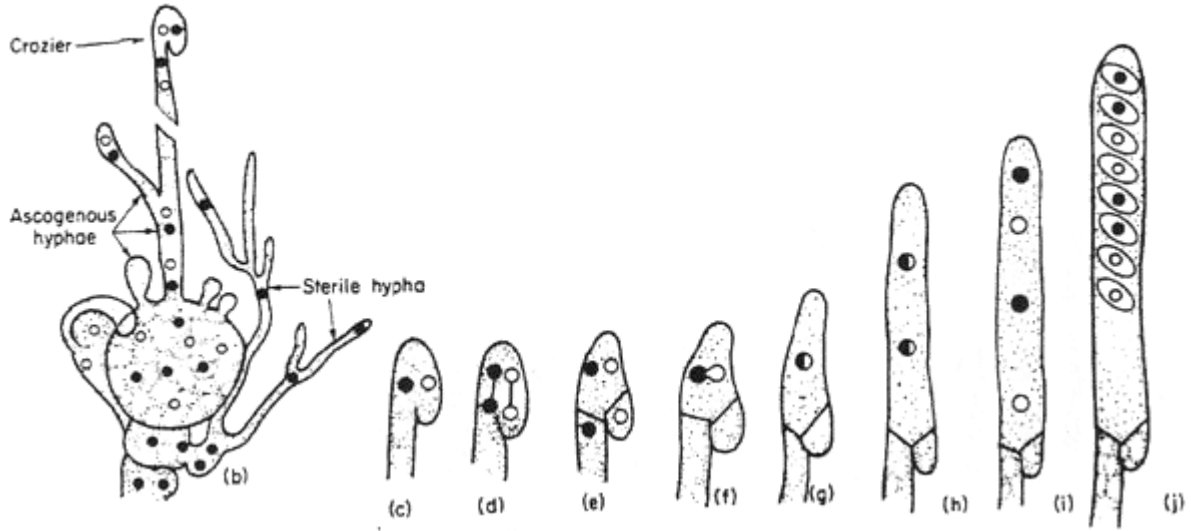 Crozier
Ascogenous
hyphae
Sterile hypha
(b)
(c)
(d)
(e)
(f)
(g)
(h)
(i)
(j)